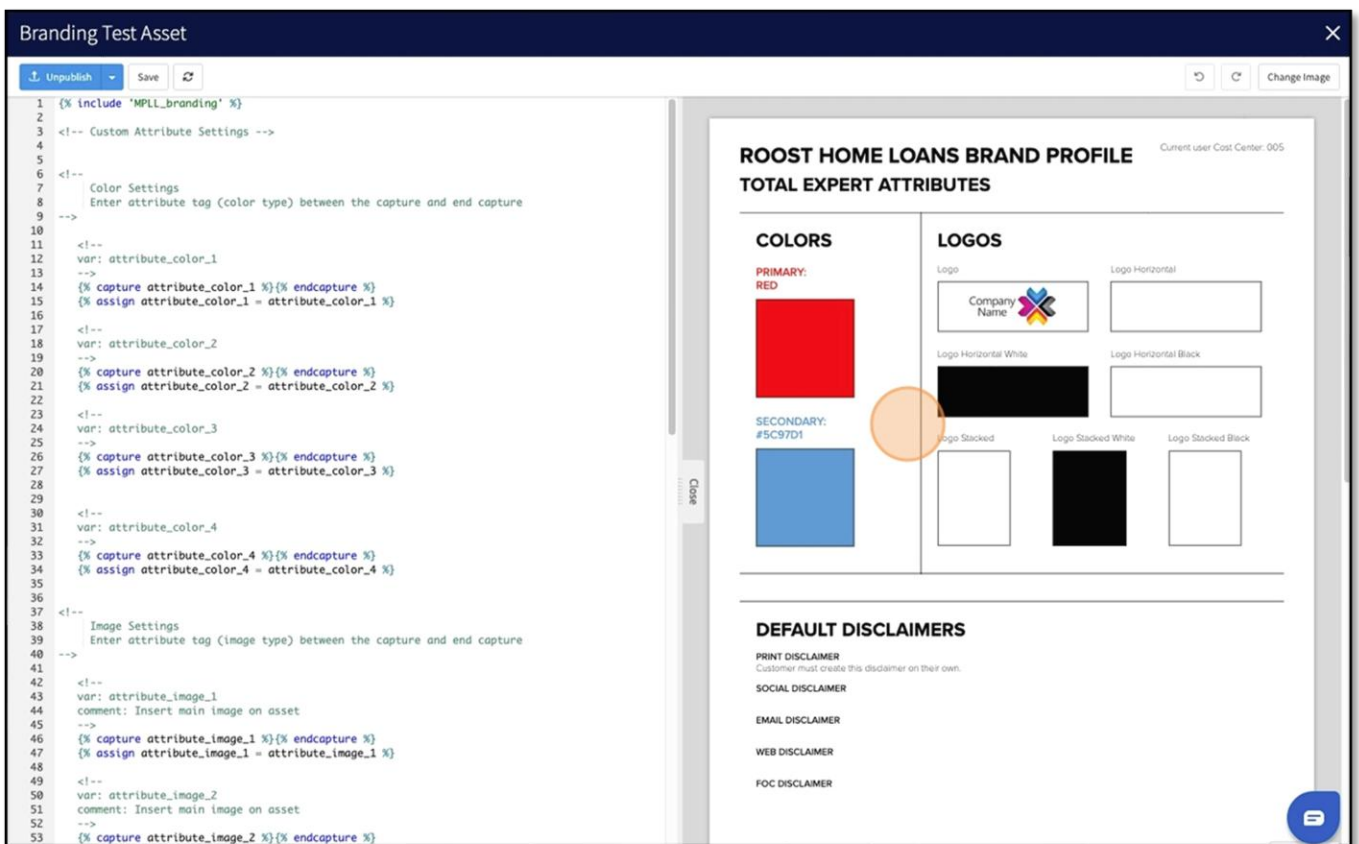 Branding Test Asset
Unpublish
Save
Change Image
1 {% include 'MPLL_branding' %}
2
3 <!-- Custom Attribute Settings -->
4
5
6 <!--
7 Color Settings
8 Enter attribute tag (color type) between the capture and end capture
9 -->
10
11 <!--
12 var: attribute_color_1
13 -->
14 {% capture attribute_color_1 %}{% endcapture %}
15 {% assign attribute_color_1 = attribute_color_1 %}
16
17 <!--
18 var: attribute_color_2
19 -->
20 {% capture attribute_color_2 %}{% endcapture %}
21 {% assign attribute_color_2 = attribute_color_2 %}
22
23 <!--
24 var: attribute_color_3
25 -->
26 {% capture attribute_color_3 %}{% endcapture %}
27 {% assign attribute_color_3 = attribute_color_3 %}
28
29
30 <!--
31 var: attribute_color_4
32 -->
33 {% capture attribute_color_4 %}{% endcapture %}
34 {% assign attribute_color_4 = attribute_color_4 %}
35
36
37 <!--
38 Image Settings
39 Enter attribute tag (image type) between the capture and end capture
40 -->
41
42 <!--
43 var: attribute_image_1
44 comment: Insert main image on asset
45 -->
46 {% capture attribute_image_1 %}{% endcapture %}
47 {% assign attribute_image_1 = attribute_image_1 %}
48
49 <!--
50 var: attribute_image_2
51 comment: Insert main image on asset
52 -->
53 {% capture attribute_image_2 %}{% endcapture %}
Close
ROOST HOME LOANS BRAND PROFILE
Current user Cost Center: 005
TOTAL EXPERT ATTRIBUTES
COLORS
PRIMARY:
RED
SECONDARY:
#5C97D1
LOGOS
Logo
Logo Horizontal
Company
Name
Logo Horizontal White
Logo Horizontal Black
Logo Stacked
Logo Stacked White
Logo Stacked Black
DEFAULT DISCLAIMERS
PRINT DISCLAIMER
Customer must create this disclaimer on their own.
SOCIAL DISCLAIMER
EMAIL DISCLAIMER
WEB DISCLAIMER
FOC DISCLAIMER